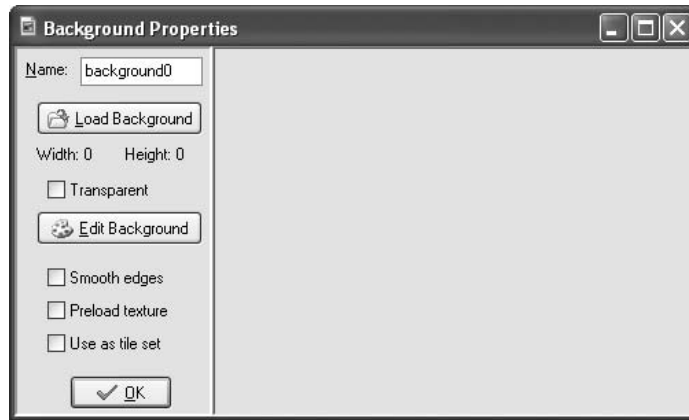 Background Properties
Name: background0
Load Background
Width: 0 Height: 0
Transparent
Edit Background
Smooth edges
Preload texture
Use as tile set
OK